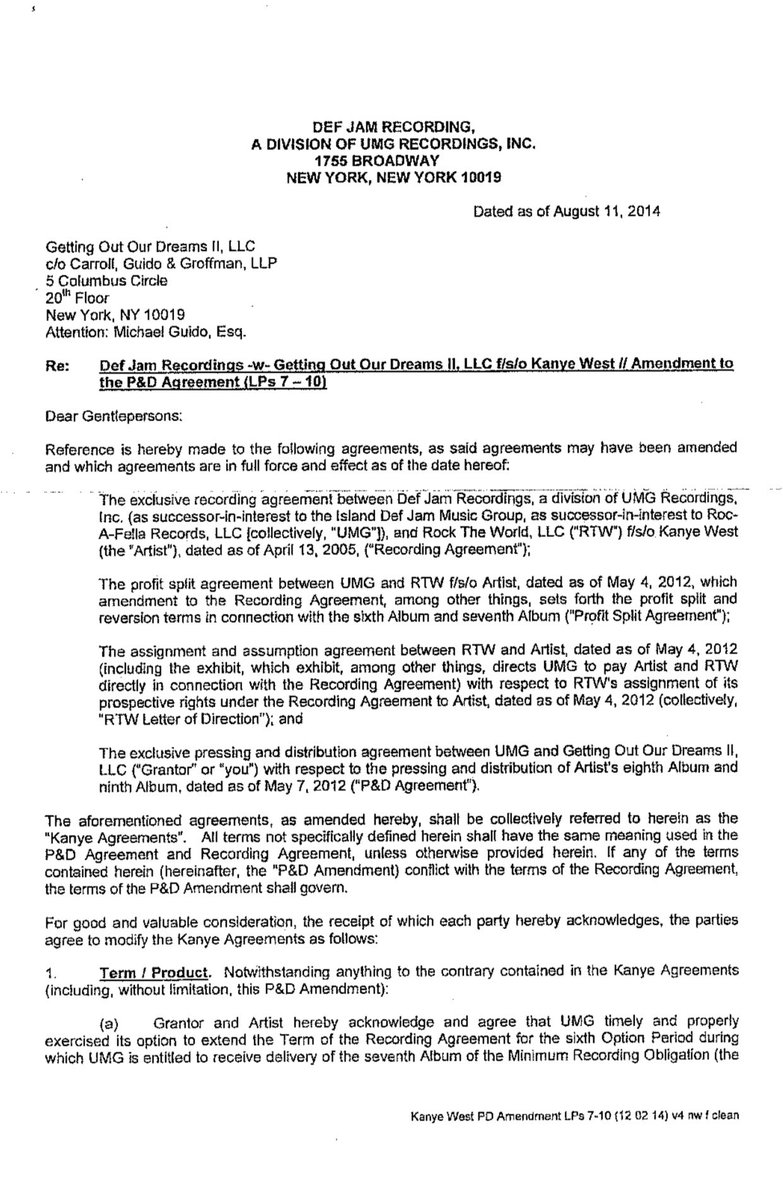 DEF JAM RECORDING,
A DIVISION OF UMG RECORDINGS, INC.
1755 BROADWAY
NEW YORK, NEW YORK 10019
Dated as of August 11, 2014
Getting Out Our Dreams II, LLC
c/o Carroll, Guido & Groffman, LLP
5 Columbus Circle
20th Floor
New York, NY 10019
Attention: Michael Guido, Esq.
Re: Def Jam Recordings -w- Getting Out Our Dreams II, LLC f/s/o Kanye West // Amendment to
the P&D Agreement (LPs 7 – 10)
Dear Gentlepersons:
Reference is hereby made to the following agreements, as said agreements may have been amended
and which agreements are in full force and effect as of the date hereof:
The exclusive recording agreement between Def Jam Recordings, a division of UMG Recordings,
Inc. (as successor-in-interest to the Island Def Jam Music Group, as successor-in-interest to Roc-
A-Fella Records, LLC [collectively, "UMG"]), and Rock The World, LLC ("RTW") f/s/o Kanye West
(the "Artist"), dated as of April 13, 2005, ("Recording Agreement");
The profit split agreement between UMG and RTW f/s/o Artist, dated as of May 4, 2012, which
amendment to the Recording Agreement, among other things, sets forth the profit split and
reversion terms in connection with the sixth Album and seventh Album ("Profit Split Agreement");
The assignment and assumption agreement between RTW and Artist, dated as of May 4, 2012
(including the exhibit, which exhibit, among other things, directs UMG to pay Artist and RTW
directly in connection with the Recording Agreement) with respect to RTW's assignment of its
prospective rights under the Recording Agreement to Artist, dated as of May 4, 2012 (collectively,
"RTW Letter of Direction"); and
The exclusive pressing and distribution agreement between UMG and Getting Out Our Dreams II,
LLC ("Grantor" or "you") with respect to the pressing and distribution of Artist's eighth Album and
ninth Album, dated as of May 7, 2012 ("P&D Agreement").
The aforementioned agreements, as amended hereby, shall be collectively referred to herein as the
"Kanye Agreements". All terms not specifically defined herein shall have the same meaning used in the
P&D Agreement and Recording Agreement, unless otherwise provided herein. If any of the terms
contained herein (hereinafter, the "P&D Amendment) conflict with the terms of the Recording Agreement,
the terms of the P&D Amendment shall govern.
For good and valuable consideration, the receipt of which each party hereby acknowledges, the parties
agree to modify the Kanye Agreements as follows:
1. Term / Product. Notwithstanding anything to the contrary contained in the Kanye Agreements
(including, without limitation, this P&D Amendment):
(a) Grantor and Artist hereby acknowledge and agree that UMG timely and properly
exercised its option to extend the Term of the Recording Agreement for the sixth Option Period during
which UMG is entitled to receive delivery of the seventh Album of the Minimum Recording Obligation (the
Kanye West PD Amendment LPs 7-10 (12 02 14) v4 nw f clean